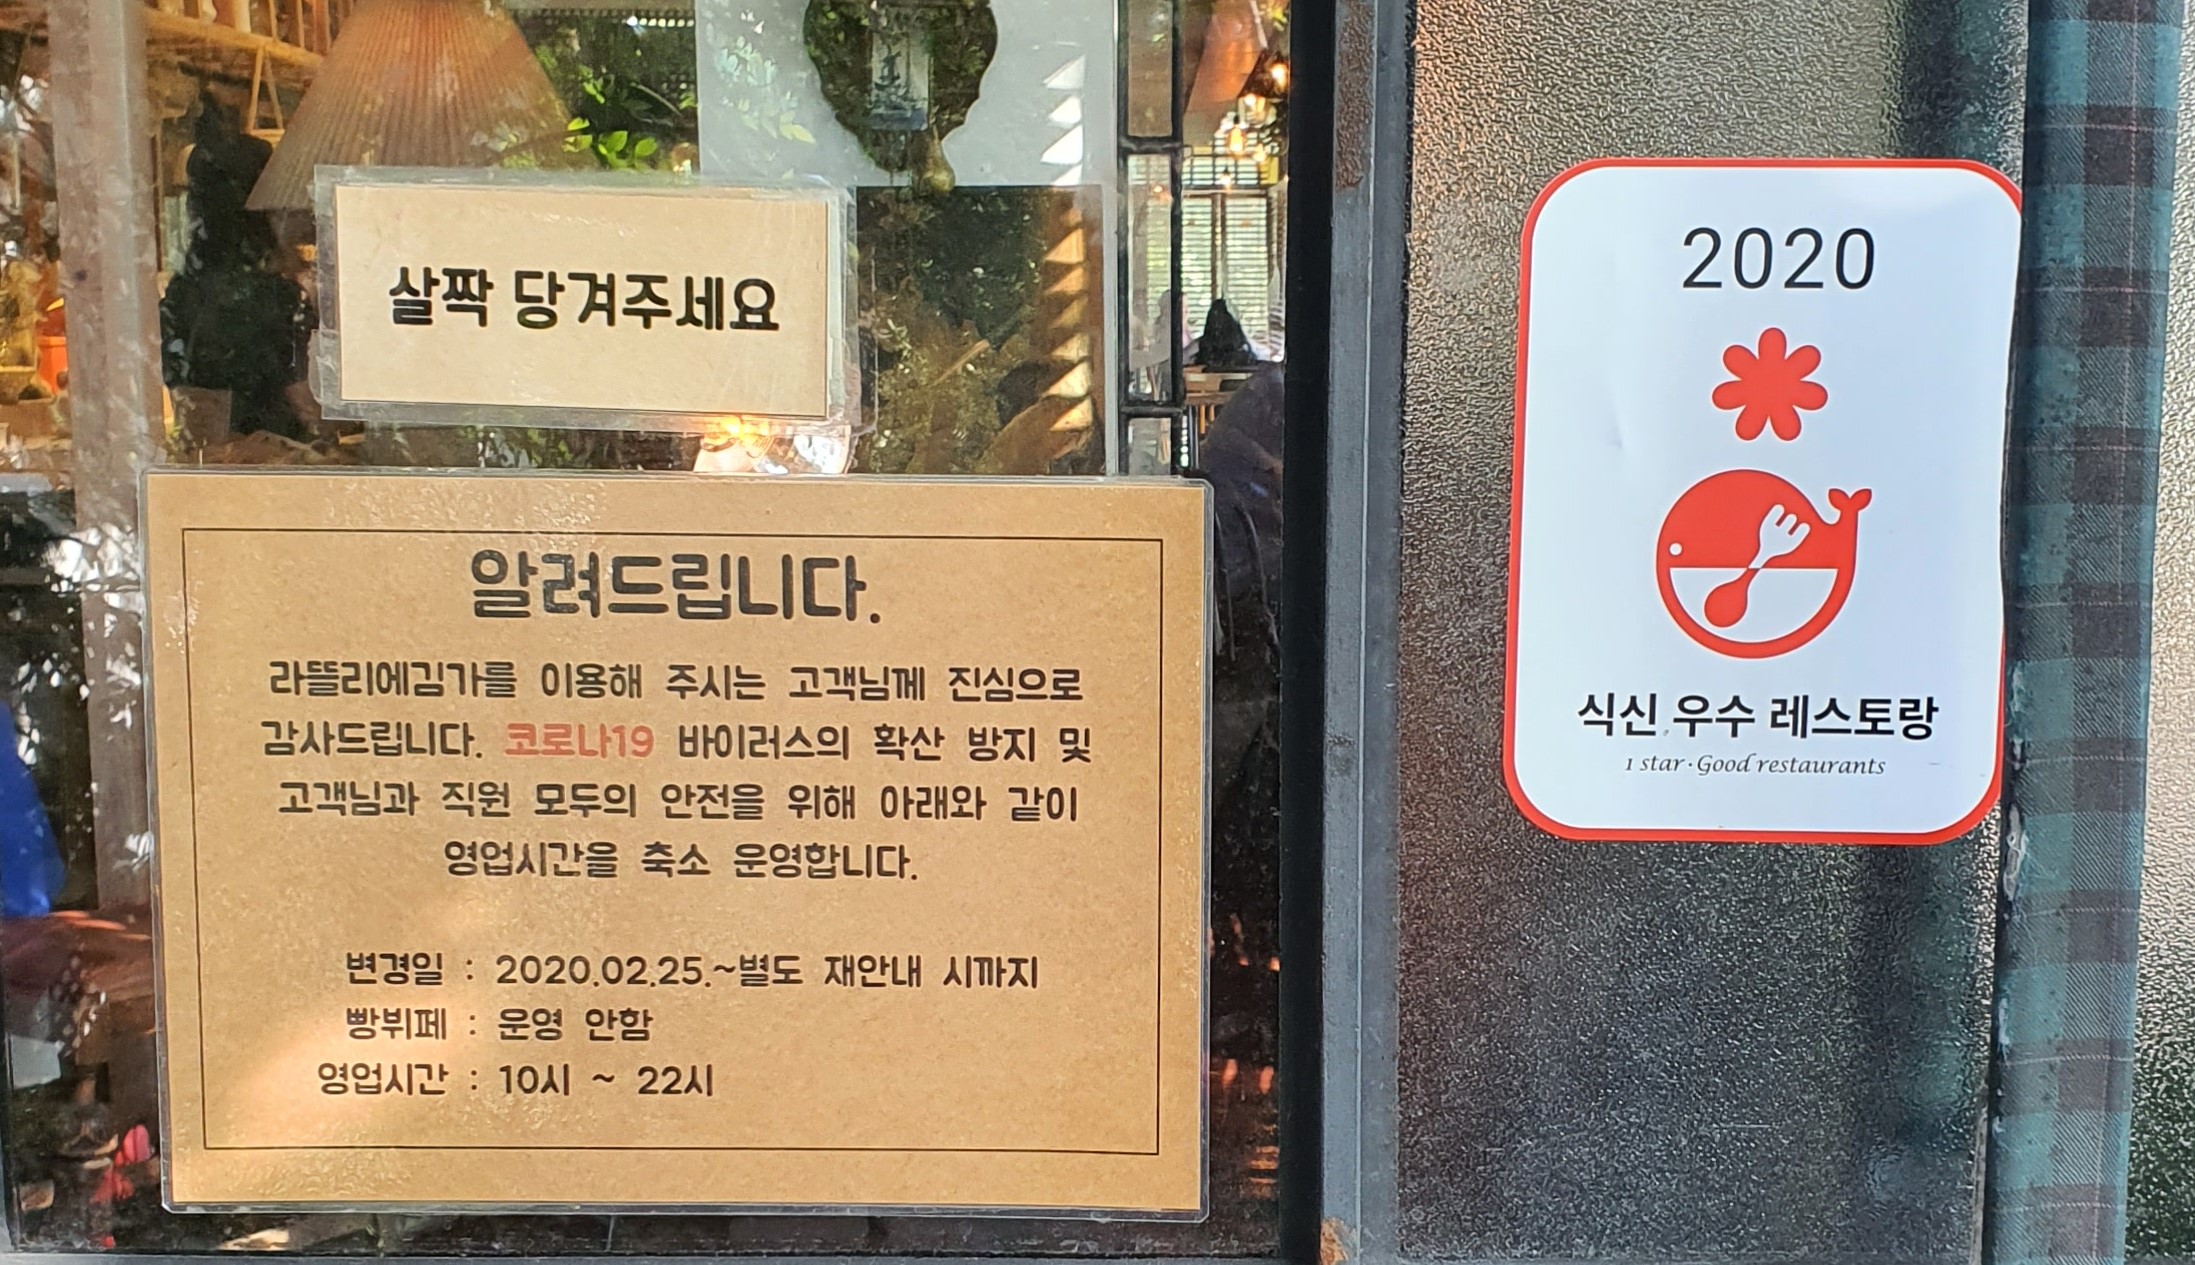 살짝 당겨주세요
알려드립니다.
라뜰리에김가를 이용해 주시는 고객님께 진심으로
감사드립니다. 코로나19 바이러스의 확산 방지 및
고객님과 직원 모두의 안전을 위해 아래와 같이
영업시간을 축소 운영합니다.
변경일 : 2020.02.25.~별도 재안내 시까지
빵뷔페 : 운영 안함
영업시간 : 10시 ~ 22시
2020
식신 우수 레스토랑
1 star·Good restaurants